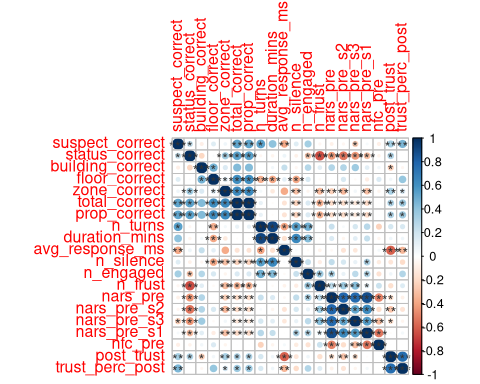 suspect_correct
status_correct
building_correct
floor_correct
zone_correct
total_correct
prop_correct
n_turns
duration_mins
avg_response_ms
n_silence
n_engaged
n_frust
nars_pre
nars_pre_s2
nars_pre_s3
nars_pre_s1
nfc_pre
post_trust
trust_perc_post
suspect_correct
status_correct
building_correct
floor_correct
zone_correct
total_correct
prop_correct
n_turns
duration_mins
avg_response_ms
n_silence
n_engaged
n_frust
nars_pre
nars_pre_s2
nars_pre_s3
nars_pre_s1
nfc_pre
post_trust
trust_perc_post
1
0.8
0.6
0.4
0.2
0
-0.2
-0.4
-0.6
-0.8
-1